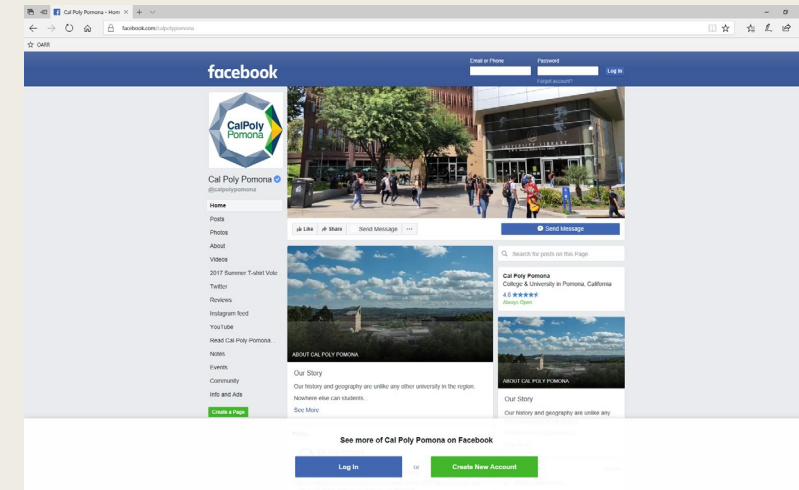 Cal Poly Pomona - Hom
facebook.com/calpolypomona
OARR
facebook
Email or Phone
Password
Log In
Forgot account?
CalPoly
Pomona
UNIVERSITY LIBRARY
Cal Poly Pomona
@calpolypomona
Home
Posts
Photos
About
Videos
2017 Summer T-shirt Vote
Twitter
Reviews
Instagram feed
YouTube
Read Cal Poly Pomona...
Notes
Events
Community
Info and Ads
Create a Page
Like Share Send Message ...
Send Message
ABOUT CAL POLY POMONA
Our Story
Our history and geography are unlike any other university in the region.
Nowhere else can students...
See More
Search for posts on this Page
Cal Poly Pomona
College & University in Pomona, California
4.6
Always Open
ABOUT CAL POLY POMONA
Our Story
Our history and geography are unlike any
See more of Cal Poly Pomona on Facebook
Log In
or
Create New Account